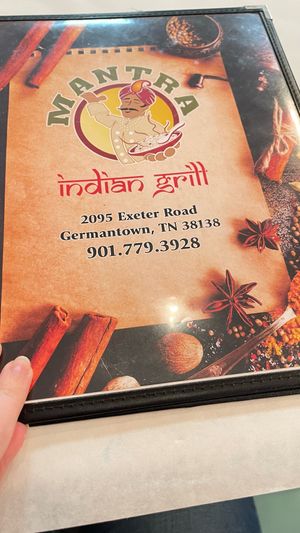 MANTRA
indian grill
2095 Exeter Road
Germantown, TN 38138
901.779.3928